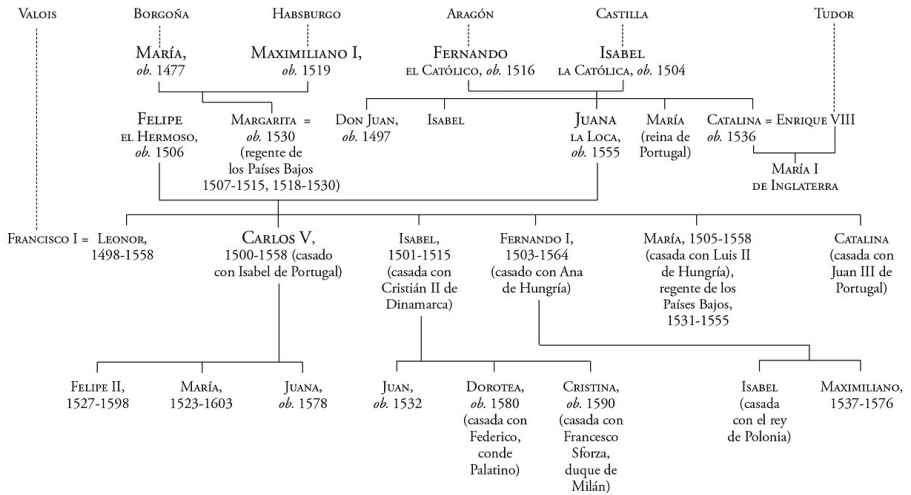 VALOIS BORGOÑA HABSBURGO ARAGÓN CASTILLA TUDOR
MARÍA, MAXIMILIANO I, FERNANDO ISABEL
ob. 1477 ob. 1519 EL CATÓLICO, ob. 1516 LA CATÓLICA, ob. 1504
FELIPE MARGARITA = DON JUAN, ISABEL JUANA MARÍA CATALINA = ENRIQUE VIII
EL HERMOSO, ob. 1530 ob. 1497 LA LOCA, (reina de ob. 1536
ob. 1506 (regente de ob. 1555 Portugal)
los Países Bajos MARÍA I
1507-1515, 1518-1530) DE INGLATERRA
FRANCISCO I = LEONOR, CARLOS V, ISABEL, FERNANDO I, MARÍA, 1505-1558 CATALINA
1498-1558 1500-1558 (casado 1501-1515 1503-1564 (casada con Luis II (casada con
con Isabel de Portugal) (casada con (casado con Ana de Hungría), Juan III de
Cristián II de de Hungría) regente de los Portugal)
Dinamarca) Países Bajos,
1531-1555
FELIPE II, MARÍA, JUANA, JUAN, DOROTEA, CRISTINA, ISABEL MAXIMILIANO,
1527-1598 1523-1603 ob. 1578 ob. 1532 ob. 1580 ob. 1590 (casada 1537-1576
(casada con (casada con con el rey
Federico, Francesco de Polonia)
conde Sforza,
Palatino) duque de
Milán)